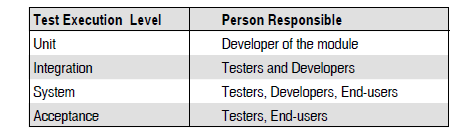 Test Execution Level Person Responsible
Unit Developer of the module
Integration Testers and Developers
System Testers, Developers, End-users
Acceptance Testers, End-users